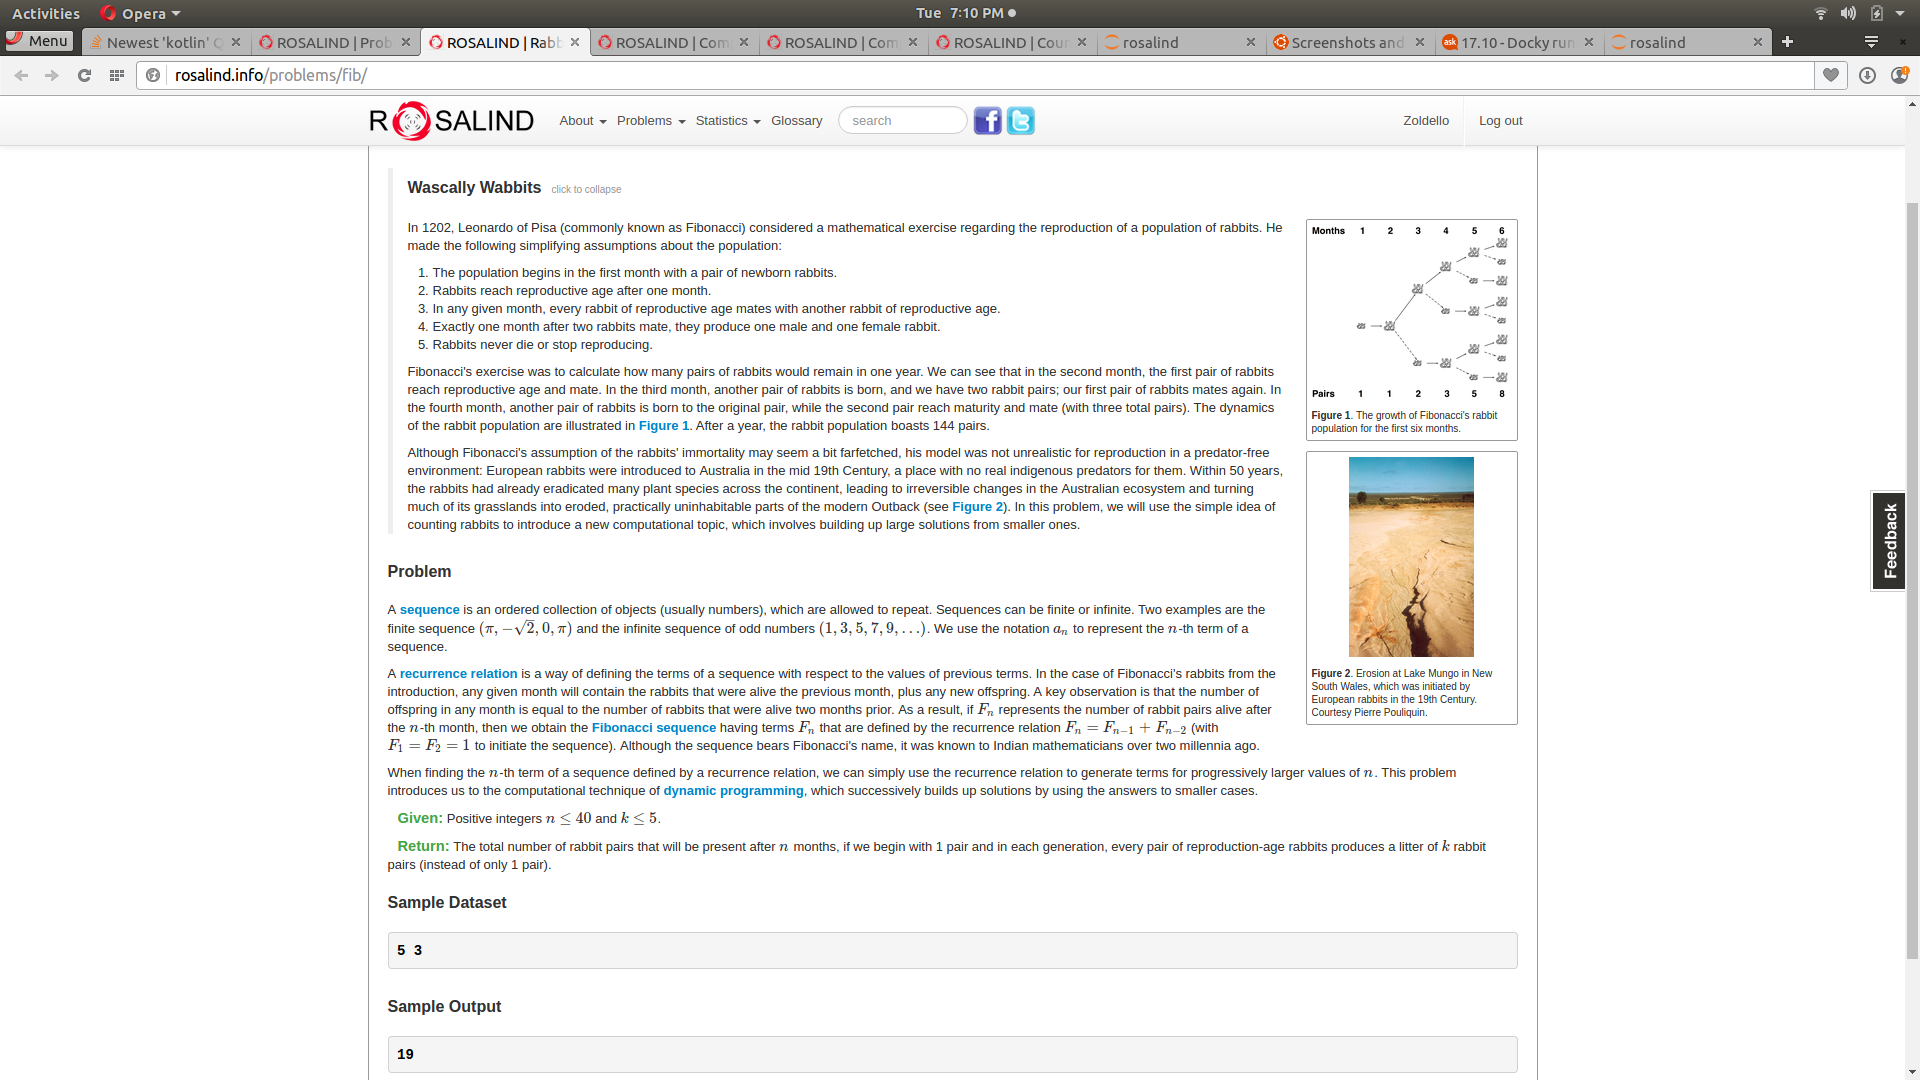 Activities Opera Tue 7:10 PM
Menu Newest 'kotlin' Q ROSALIND | Prob ROSALIND | Rabb ROSALIND | Com ROSALIND | Com ROSALIND | Cou rosalind Screenshots and 17.10 - Docky run rosalind
rosalind.info/problems/fib/
ROSALIND About Problems Statistics Glossary search Zoldello Log out
Wascally Wabbits click to collapse
In 1202, Leonardo of Pisa (commonly known as Fibonacci) considered a mathematical exercise regarding the reproduction of a population of rabbits. He
made the following simplifying assumptions about the population:
1. The population begins in the first month with a pair of newborn rabbits.
2. Rabbits reach reproductive age after one month.
3. In any given month, every rabbit of reproductive age mates with another rabbit of reproductive age.
4. Exactly one month after two rabbits mate, they produce one male and one female rabbit.
5. Rabbits never die or stop reproducing.
Fibonacci's exercise was to calculate how many pairs of rabbits would remain in one year. We can see that in the second month, the first pair of rabbits
reach reproductive age and mate. In the third month, another pair of rabbits is born, and we have two rabbit pairs; our first pair of rabbits mates again. In
the fourth month, another pair of rabbits is born to the original pair, while the second pair reach maturity and mate (with three total pairs). The dynamics
of the rabbit population are illustrated in Figure 1. After a year, the rabbit population boasts 144 pairs.
Although Fibonacci's assumption of the rabbits' immortality may seem a bit farfetched, his model was not unrealistic for reproduction in a predator-free
environment: European rabbits were introduced to Australia in the mid 19th Century, a place with no real indigenous predators for them. Within 50 years,
the rabbits had already eradicated many plant species across the continent, leading to irreversible changes in the Australian ecosystem and turning
much of its grasslands into eroded, practically uninhabitable parts of the modern Outback (see Figure 2). In this problem, we will use the simple idea of
counting rabbits to introduce a new computational topic, which involves building up large solutions from smaller ones.
Months 1 2 3 4 5 6
Pairs 1 1 2 3 5 8
Figure 1. The growth of Fibonacci's rabbit
population for the first six months.
Figure 2. Erosion at Lake Mungo in New
South Wales, which was initiated by
European rabbits in the 19th Century.
Courtesy Pierre Pouliquin.
Feedback
Problem
A sequence is an ordered collection of objects (usually numbers), which are allowed to repeat. Sequences can be finite or infinite. Two examples are the
finite sequence (π, −√2, 0, π) and the infinite sequence of odd numbers (1, 3, 5, 7, 9, …). We use the notation aₙ to represent the n-th term of a
sequence.
A recurrence relation is a way of defining the terms of a sequence with respect to the values of previous terms. In the case of Fibonacci's rabbits from the
introduction, any given month will contain the rabbits that were alive the previous month, plus any new offspring. A key observation is that the number of
offspring in any month is equal to the number of rabbits that were alive two months prior. As a result, if Fₙ represents the number of rabbit pairs alive after
the n-th month, then we obtain the Fibonacci sequence having terms Fₙ that are defined by the recurrence relation Fₙ = Fₙ₋₁ + Fₙ₋₂ (with
F₁ = F₂ = 1 to initiate the sequence). Although the sequence bears Fibonacci's name, it was known to Indian mathematicians over two millennia ago.
When finding the n-th term of a sequence defined by a recurrence relation, we can simply use the recurrence relation to generate terms for progressively larger values of n. This problem
introduces us to the computational technique of dynamic programming, which successively builds up solutions by using the answers to smaller cases.
Given: Positive integers n ≤ 40 and k ≤ 5.
Return: The total number of rabbit pairs that will be present after n months, if we begin with 1 pair and in each generation, every pair of reproduction-age rabbits produces a litter of k rabbit
pairs (instead of only 1 pair).
Sample Dataset
5 3
Sample Output
19